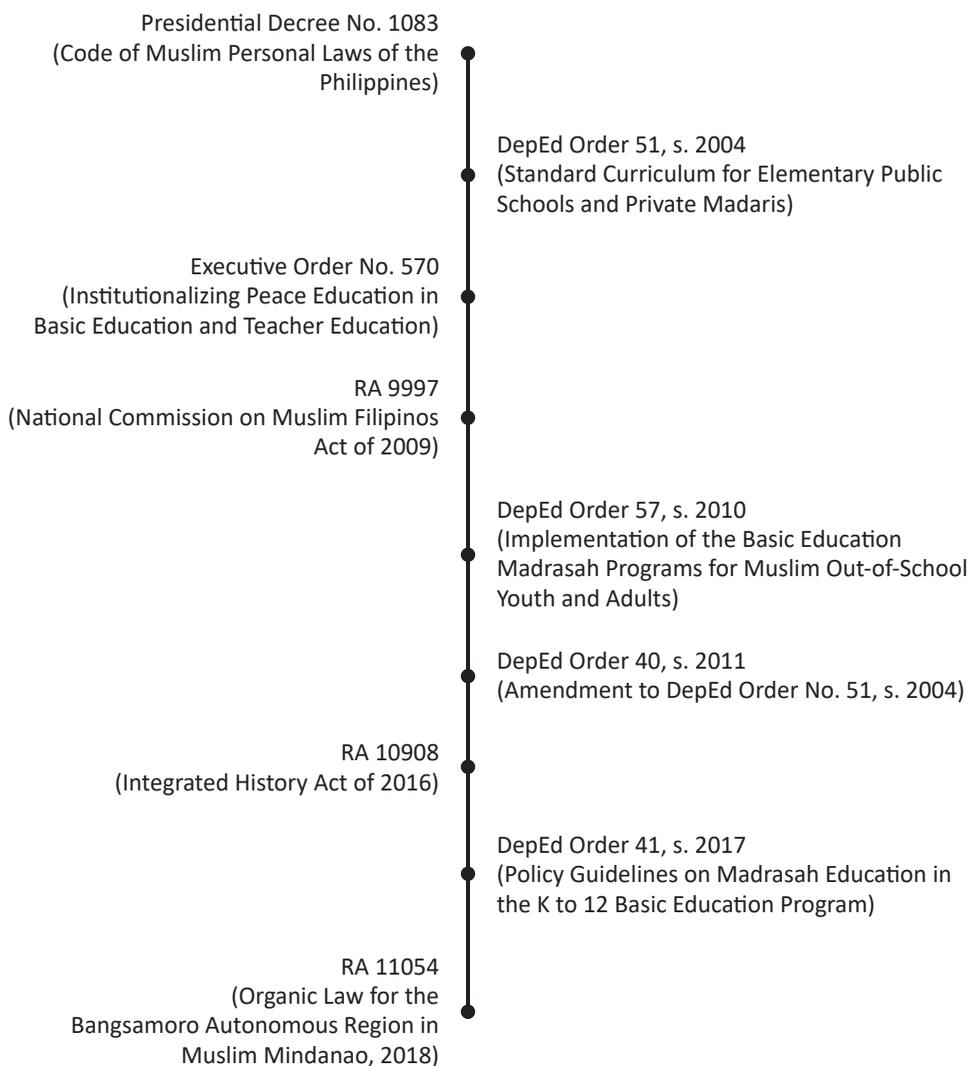 Presidential Decree No. 1083
(Code of Muslim Personal Laws of the
Philippines)
DepEd Order 51, s. 2004
(Standard Curriculum for Elementary Public
Schools and Private Madaris)
Executive Order No. 570
(Institutionalizing Peace Education in
Basic Education and Teacher Education)
RA 9997
(National Commission on Muslim Filipinos
Act of 2009)
DepEd Order 57, s. 2010
(Implementation of the Basic Education
Madrasah Programs for Muslim Out-of-School
Youth and Adults)
DepEd Order 40, s. 2011
(Amendment to DepEd Order No. 51, s. 2004)
RA 10908
(Integrated History Act of 2016)
DepEd Order 41, s. 2017
(Policy Guidelines on Madrasah Education in
the K to 12 Basic Education Program)
RA 11054
(Organic Law for the
Bangsamoro Autonomous Region in
Muslim Mindanao, 2018)